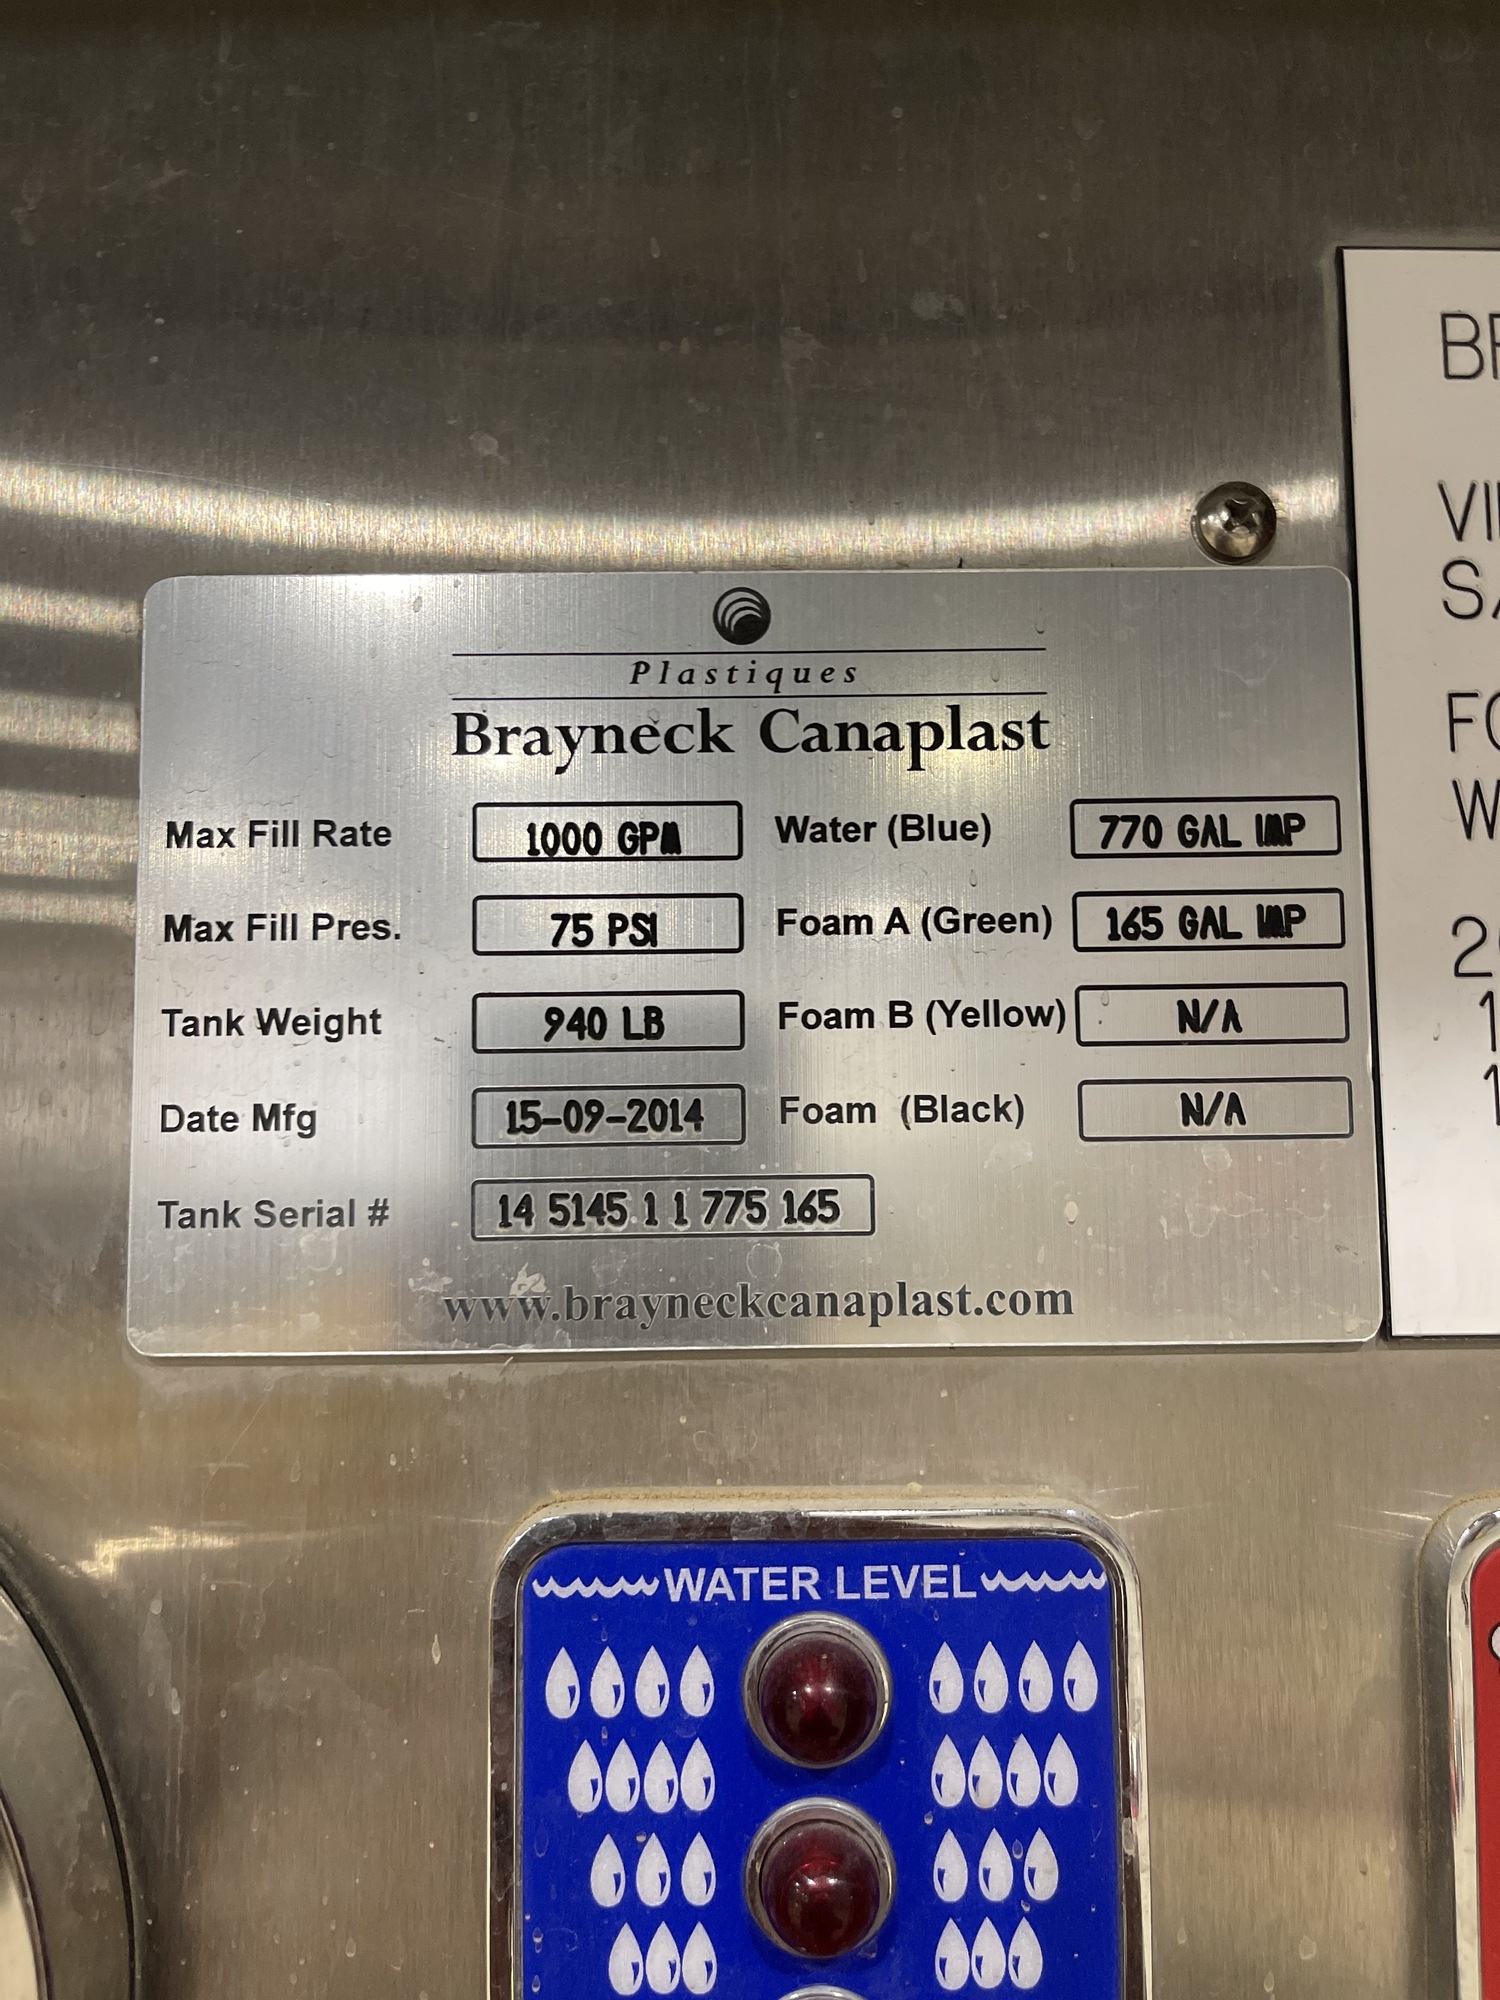 Plastiques
Brayneck Canaplast
Max Fill Rate 1000 GPM Water (Blue) 770 GAL IMP
Max Fill Pres. 75 PSI Foam A (Green) 165 GAL IMP
Tank Weight 940 LB Foam B (Yellow) N/A
Date Mfg 15-09-2014 Foam (Black) N/A
Tank Serial # 14 5145 1 1 775 165
www.brayneckcanaplast.com
WATER LEVEL